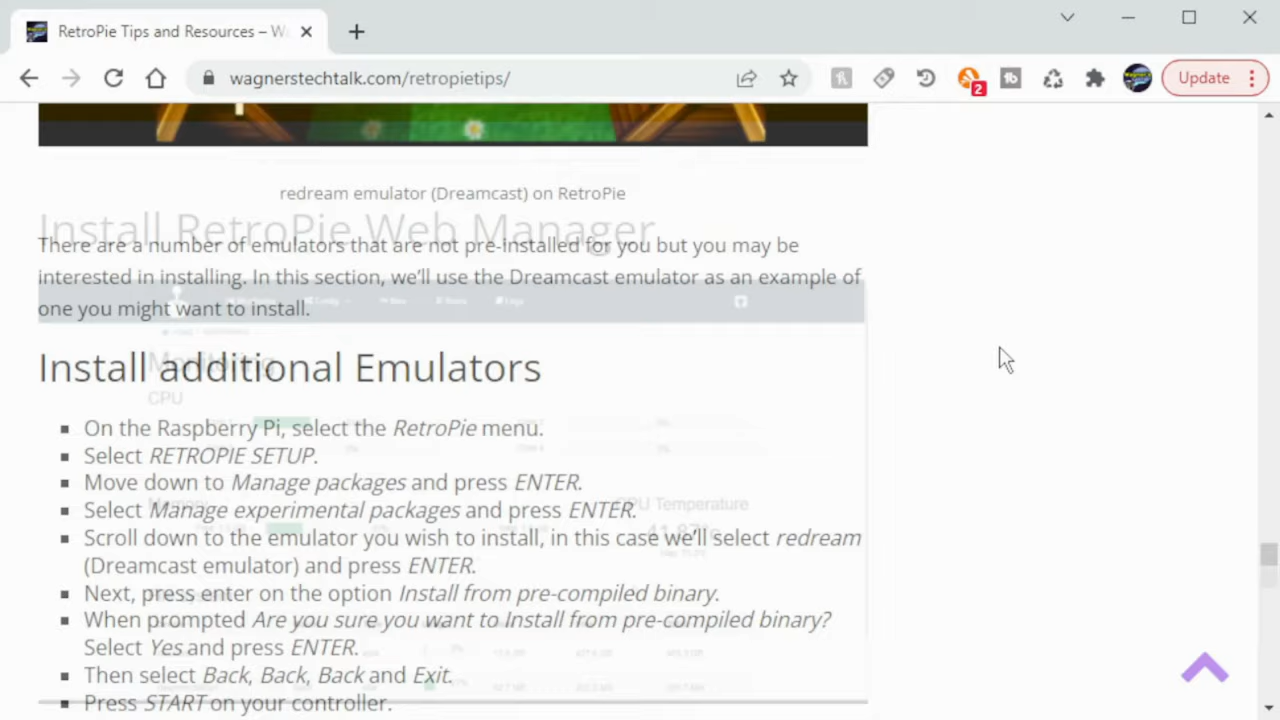 RetroPie Tips and Resources – W
wagnerstechtalk.com/retropietips/
2
Update
redream emulator (Dreamcast) on RetroPie
Install RetroPie Web Manager
There are a number of emulators that are not pre-installed for you but you may be
interested in installing. In this section, we'll use the Dreamcast emulator as an example of
one you might want to install.
Monitoring
Install additional Emulators
CPU
On the Raspberry Pi, select the RetroPie menu.
Select RETROPIE SETUP.
Move down to Manage packages and press ENTER.
Memory
CPU Temperature
Select Manage experimental packages and press ENTER.
Scroll down to the emulator you wish to install, in this case we'll select redream
(Dreamcast emulator) and press ENTER.
Next, press enter on the option Install from pre-compiled binary.
When prompted Are you sure you want to Install from pre-compiled binary?
Select Yes and press ENTER.
Then select Back, Back, Back and Exit.
Press START on your controller.